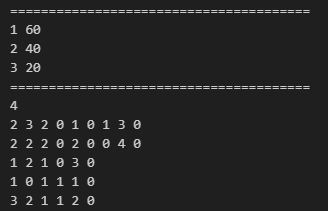 =======================================
1 60
2 40
3 20
=======================================
4
2 3 2 0 1 0 1 3 0
2 2 2 0 2 0 0 4 0
1 2 1 0 3 0
1 0 1 1 1 0
3 2 1 1 2 0